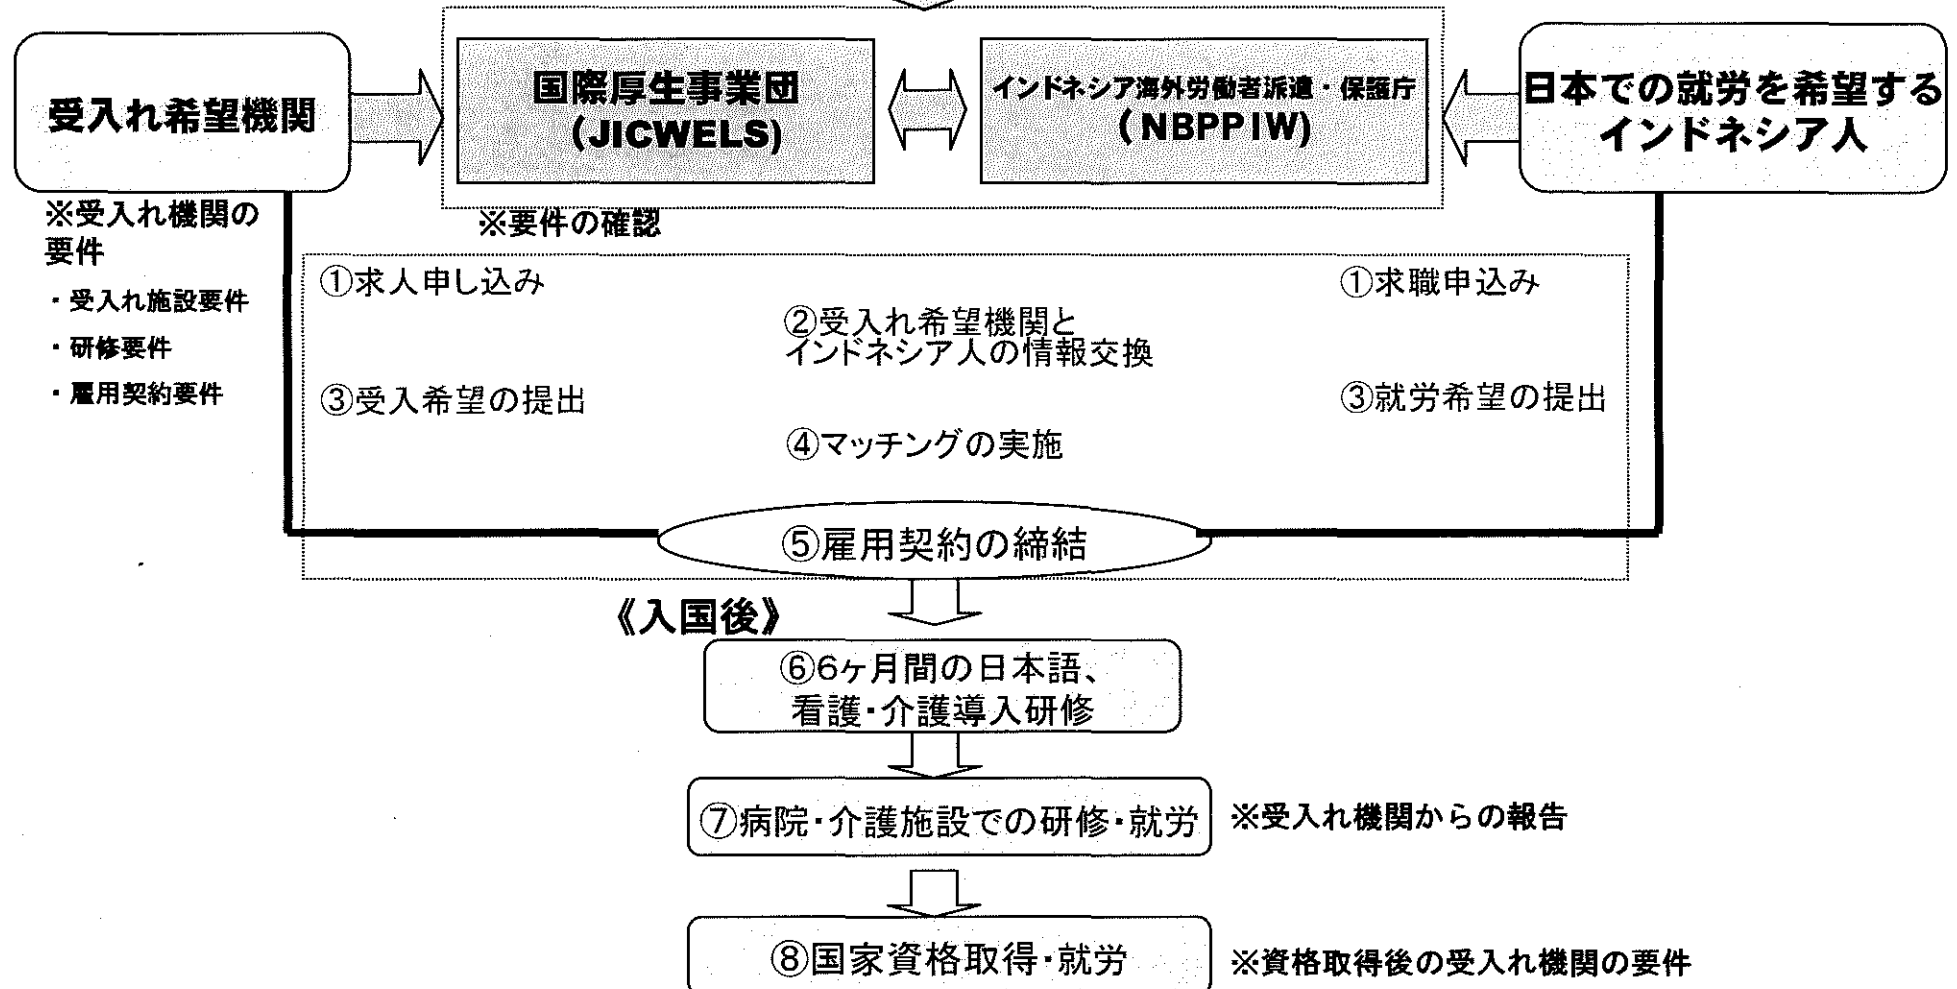 受入れ希望機関
国際厚生事業団
(JICWELS)
インドネシア海外労働者派遣・保護庁
(NBPPIW)
日本での就労を希望する
インドネシア人
※受入れ機関の
要件
・受入れ施設要件
・研修要件
・雇用契約要件
※要件の確認
①求人申し込み
①求職申込み
②受入れ希望機関と
インドネシア人の情報交換
③受入希望の提出
③就労希望の提出
④マッチングの実施
⑤雇用契約の締結
《入国後》
⑥6ヶ月間の日本語、
看護・介護導入研修
⑦病院・介護施設での研修・就労
※受入れ機関からの報告
⑧国家資格取得・就労
※資格取得後の受入れ機関の要件